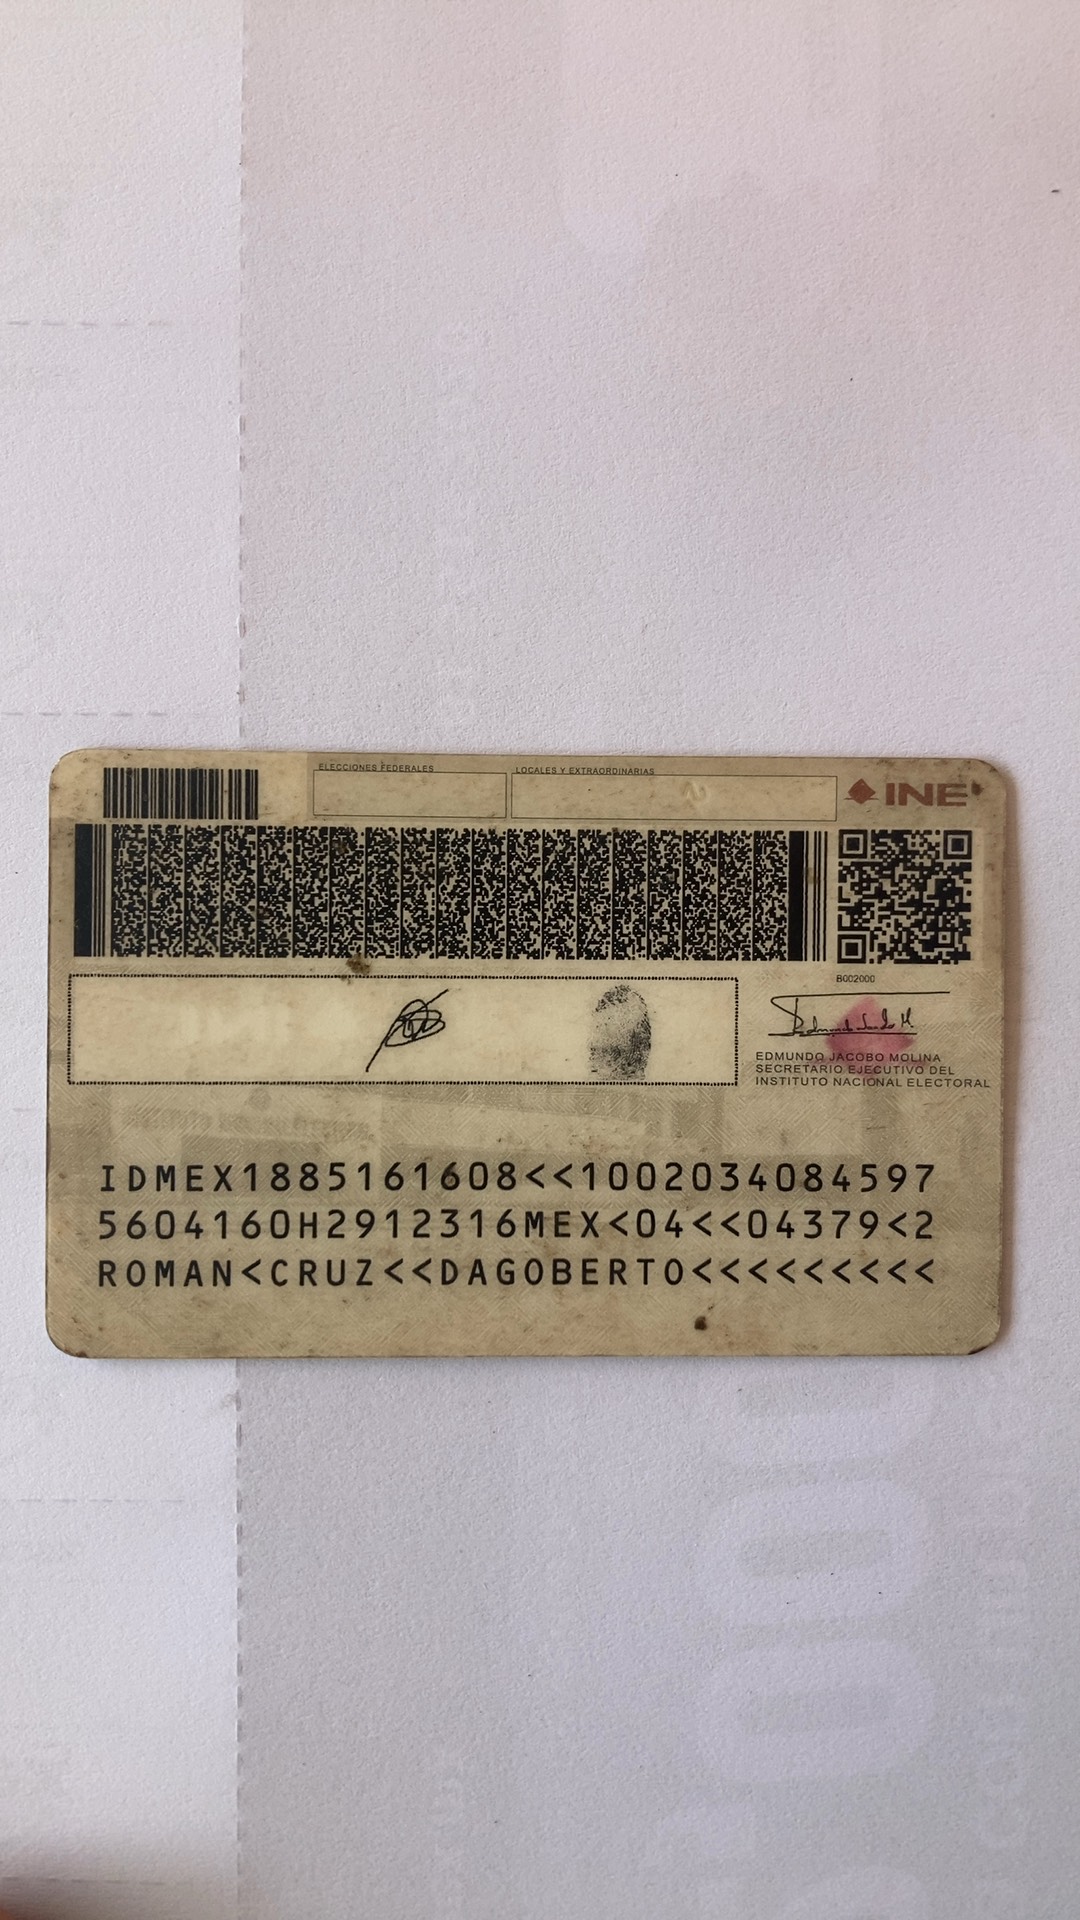 ELECCIONES FEDERALES
LOCALES Y EXTRAORDINARIAS
INE
B002000
EDMUNDO JACOBO MOLINA
SECRETARIO EJECUTIVO DEL
INSTITUTO NACIONAL ELECTORAL
IDMEX1885161608<<1002034084597
5604160H2912316MEX<04<<04379<2
ROMAN<CRUZ<<DAGOBERTO<<<<<<<<<